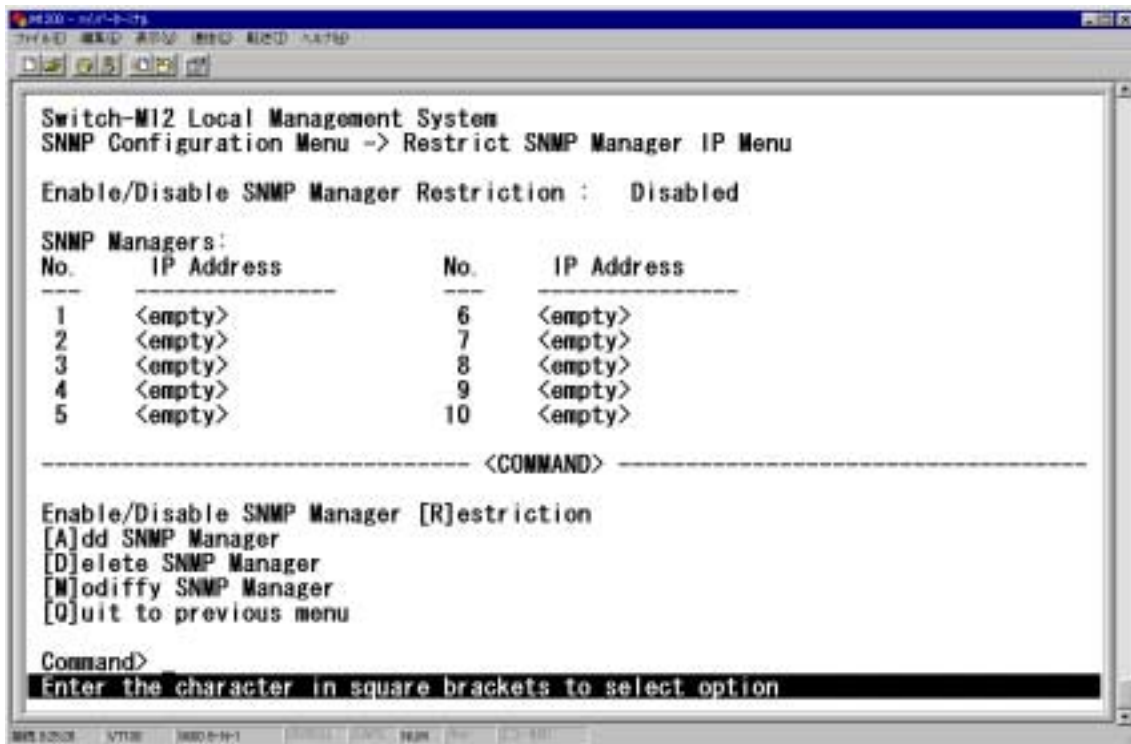 Switch-M12 Local Management System
SNMP Configuration Menu -> Restrict SNMP Manager IP Menu
Enable/Disable SNMP Manager Restriction :   Disabled
SNMP Managers:
No.   IP Address   No.   IP Address
---   ---------------   ---   ---------------
1   <empty>   6   <empty>
2   <empty>   7   <empty>
3   <empty>   8   <empty>
4   <empty>   9   <empty>
5   <empty>   10   <empty>
-------------------------------- <COMMAND> -----------------------------------
Enable/Disable SNMP Manager [R]estriction
[A]dd SNMP Manager
[D]elete SNMP Manager
[M]odiffy SNMP Manager
[Q]uit to previous menu
Command> _
Enter the character in square brackets to select option
VT100   NUM